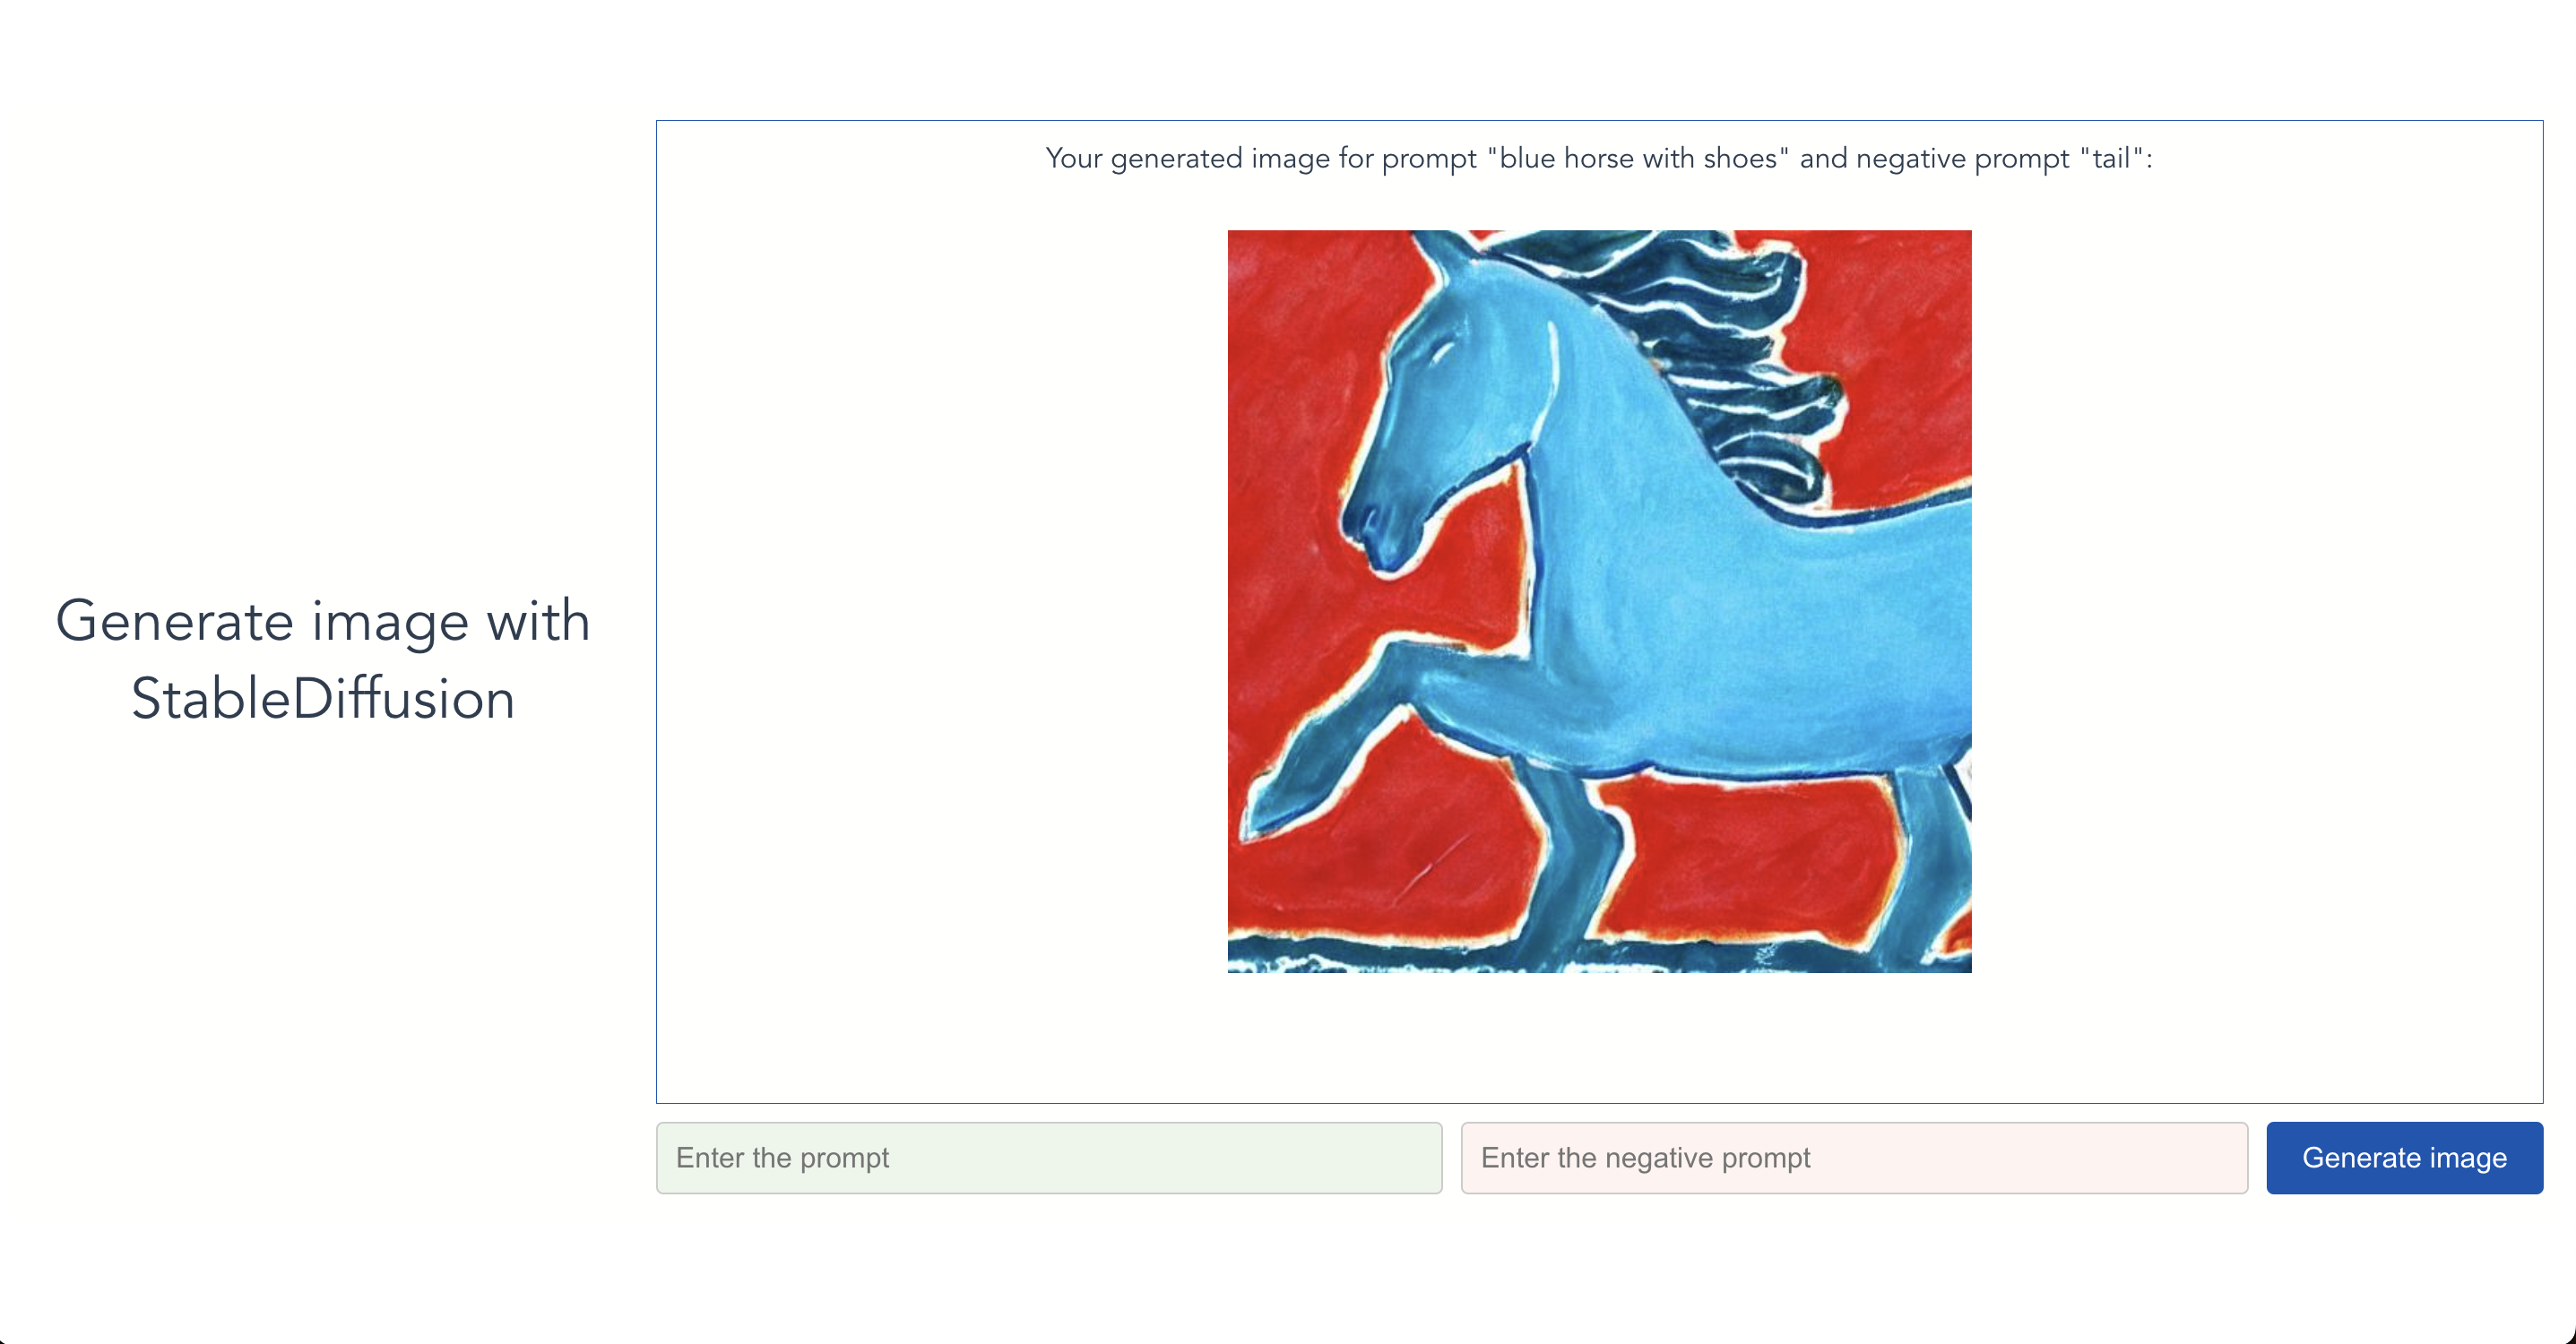 Generate image with
StableDiffusion
Your generated image for prompt "blue horse with shoes" and negative prompt "tail":
Enter the prompt
Enter the negative prompt
Generate image